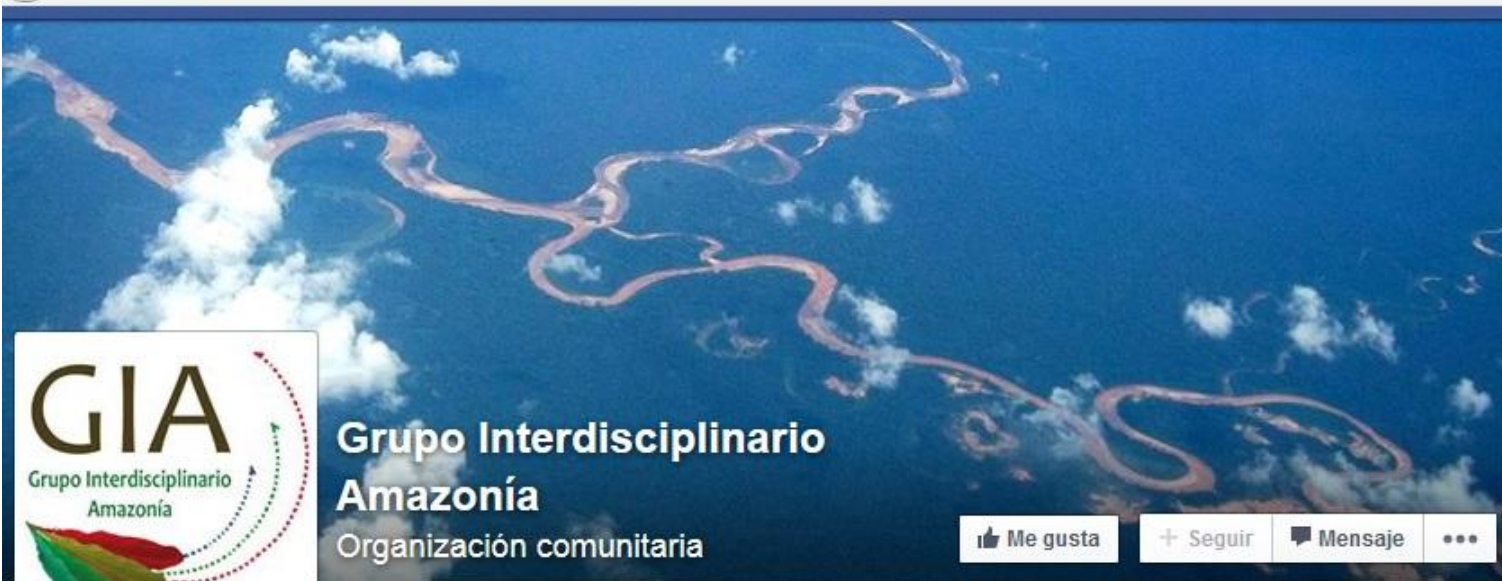 GIA
Grupo Interdisciplinario
Amazonía
Grupo Interdisciplinario
Amazonía
Organización comunitaria
Me gusta
+ Seguir
Mensaje